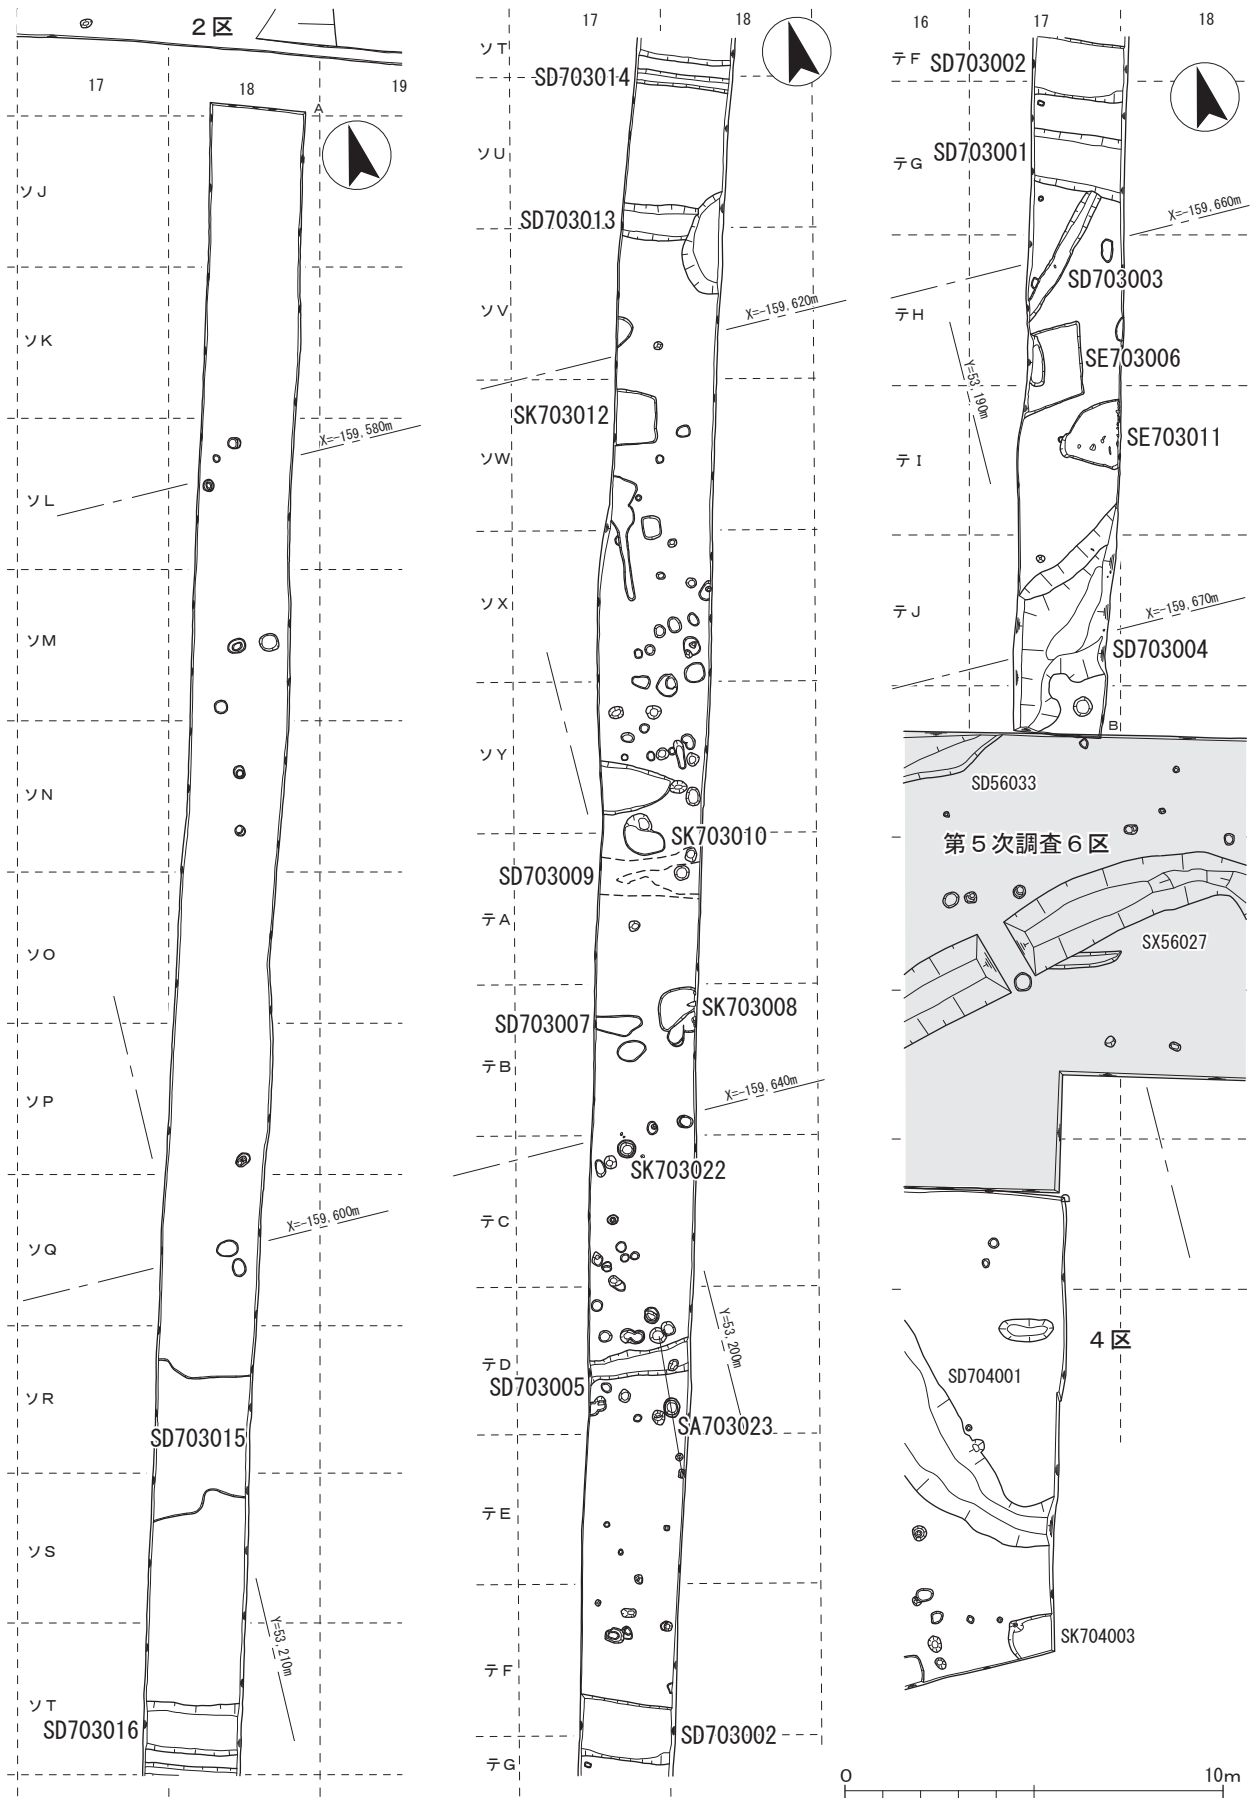 2区
17
18
19
A
ソJ
ソK
X=-159,580m
ソL
ソM
ソN
ソO
ソP
X=-159,600m
ソQ
ソR
SD703015
ソS
Y=53,210m
ソT
SD703016
17
18
ソT
SD703014
ソU
SD703013
ソV
X=-159,620m
SK703012
ソW
ソX
ソY
SK703010
SD703009
テA
SK703008
SD703007
テB
X=-159,640m
SK703022
テC
Y=53,200m
テD
SD703005
SA703023
テE
テF
SD703002
テG
16
17
18
テF
SD703002
テG
SD703001
X=-159,660m
SD703003
テH
SE703006
Y=53,190m
SE703011
テI
テJ
X=-159,670m
SD703004
B
SD56033
第5次調査6区
SX56027
4区
SD704001
SK704003
0
10m